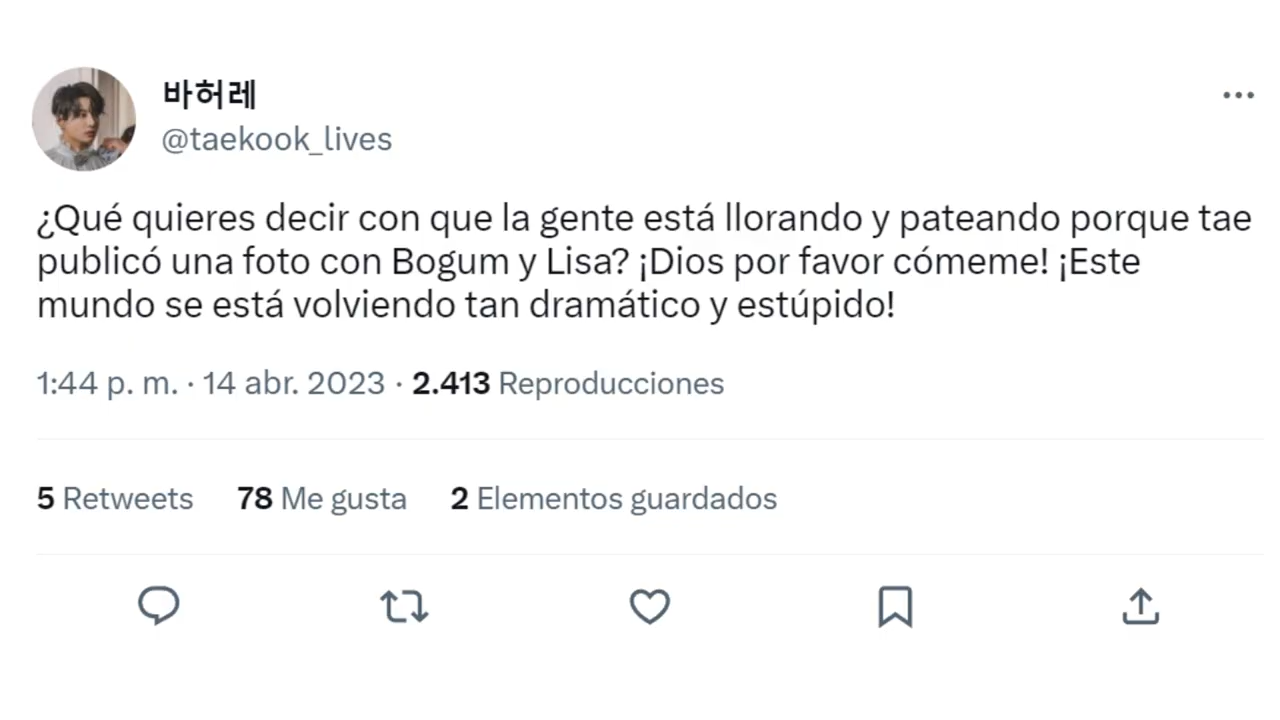 바허레
@taekook_lives
¿Qué quieres decir con que la gente está llorando y pateando porque tae
publicó una foto con Bogum y Lisa? ¡Dios por favor cómeme! ¡Este
mundo se está volviendo tan dramático y estúpido!
1:44 p. m. · 14 abr. 2023 · 2.413 Reproducciones
5 Retweets 78 Me gusta 2 Elementos guardados